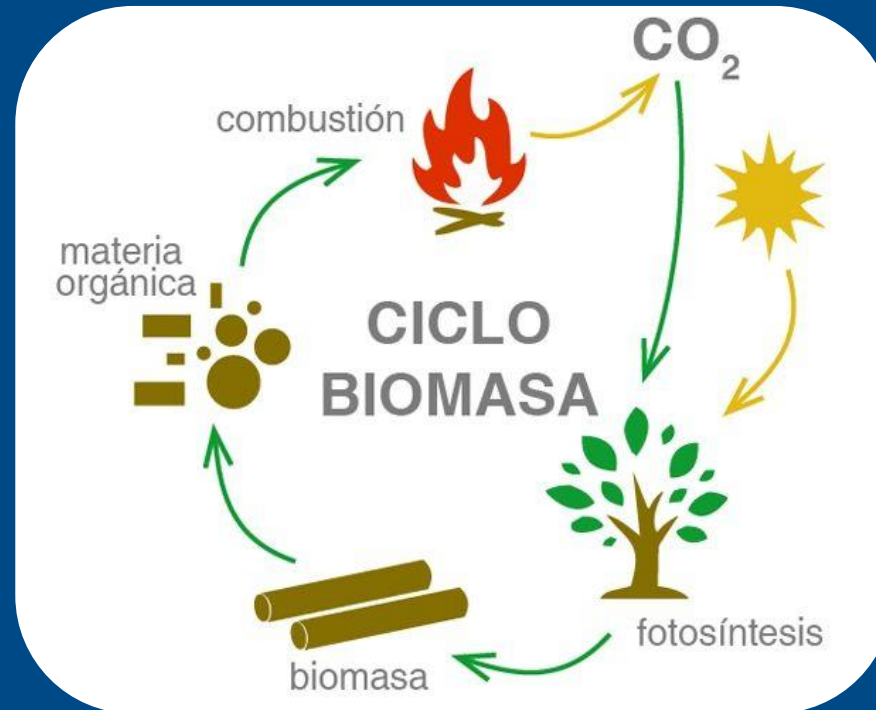 CO₂
combustión
materia
orgánica
CICLO
BIOMASA
fotosíntesis
biomasa